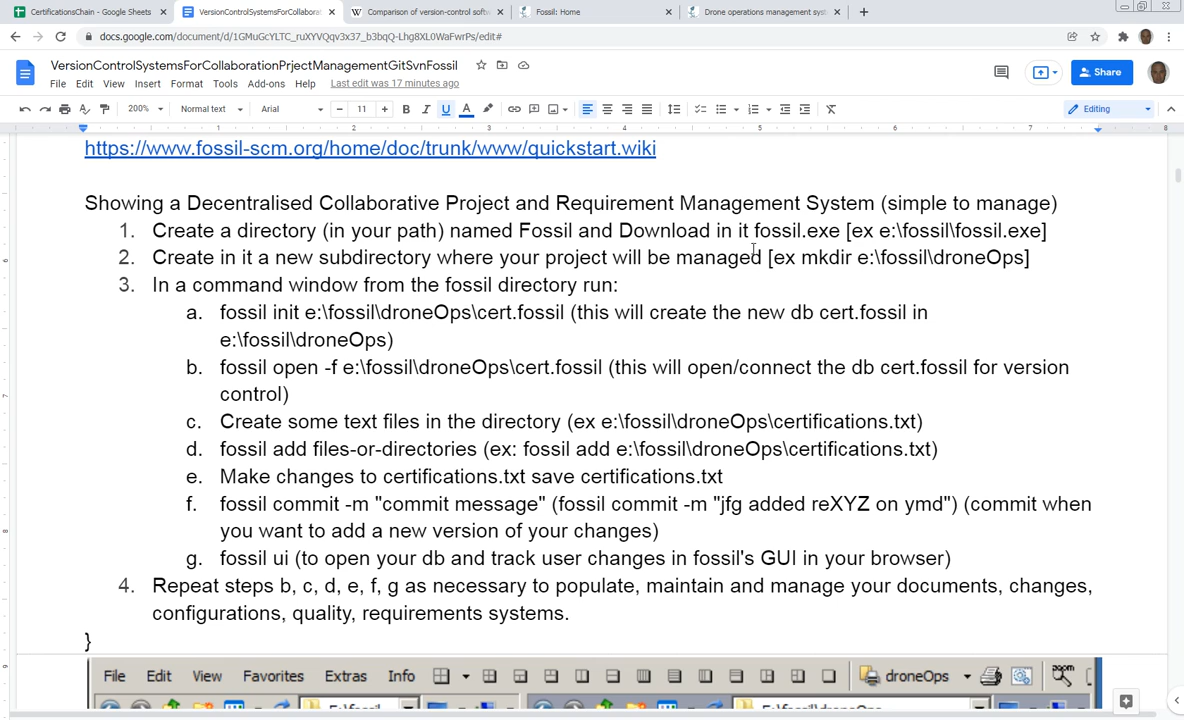 CertificationsChain - Google Sheets
VersionControlSystemsForCollabora
Comparison of version-control softw
Fossil: Home
Drone operations management sys
docs.google.com/document/d/1GMuGcYLTC_ruXYVQqv3x37_b3bqQ-Lhg8XL0WaFwrPs/edit#
VersionControlSystemsForCollaborationPrjectManagementGitSvnFossil
File Edit View Insert Format Tools Add-ons Help Last edit was 17 minutes ago
Share
200% Normal text Arial 11 B I U A Editing
1 2 3 4 5 6 7 8
https://www.fossil-scm.org/home/doc/trunk/www/quickstart.wiki
Showing a Decentralised Collaborative Project and Requirement Management System (simple to manage)
1. Create a directory (in your path) named Fossil and Download in it fossil.exe [ex e:\fossil\fossil.exe]
2. Create in it a new subdirectory where your project will be managed [ex mkdir e:\fossil\droneOps]
3. In a command window from the fossil directory run:
a. fossil init e:\fossil\droneOps\cert.fossil (this will create the new db cert.fossil in
e:\fossil\droneOps)
b. fossil open -f e:\fossil\droneOps\cert.fossil (this will open/connect the db cert.fossil for version
control)
c. Create some text files in the directory (ex e:\fossil\droneOps\certifications.txt)
d. fossil add files-or-directories (ex: fossil add e:\fossil\droneOps\certifications.txt)
e. Make changes to certifications.txt save certifications.txt
f. fossil commit -m "commit message" (fossil commit -m "jfg added reXYZ on ymd") (commit when
you want to add a new version of your changes)
g. fossil ui (to open your db and track user changes in fossil's GUI in your browser)
4. Repeat steps b, c, d, e, f, g as necessary to populate, maintain and manage your documents, changes,
configurations, quality, requirements systems.
}
File Edit View Favorites Extras Info droneOps zoom